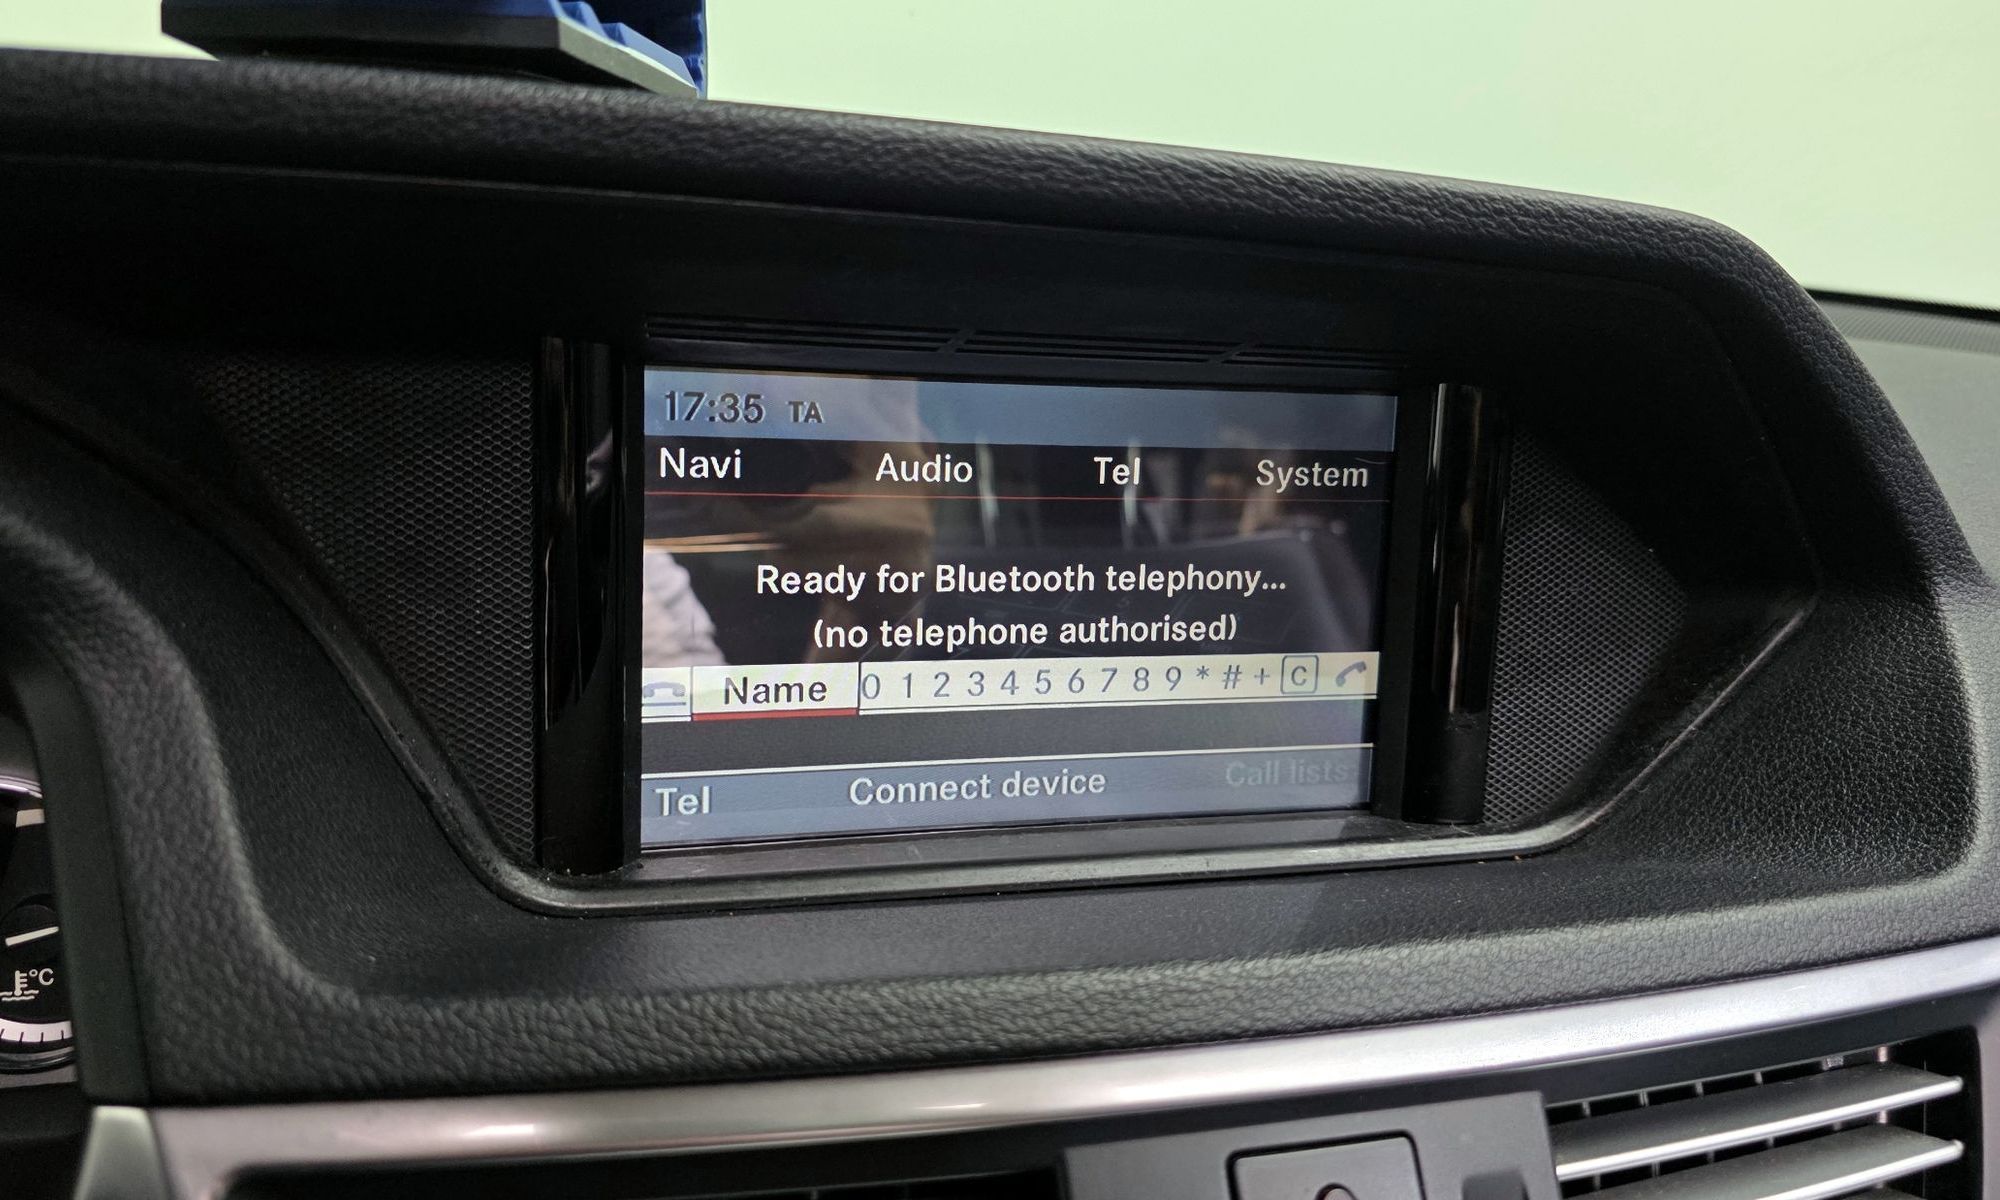 17:35 TA
Navi Audio Tel System
Ready for Bluetooth telephony...
(no telephone authorised)
Name 0 1 2 3 4 5 6 7 8 9 * # + C
Tel Connect device Call lists
°C